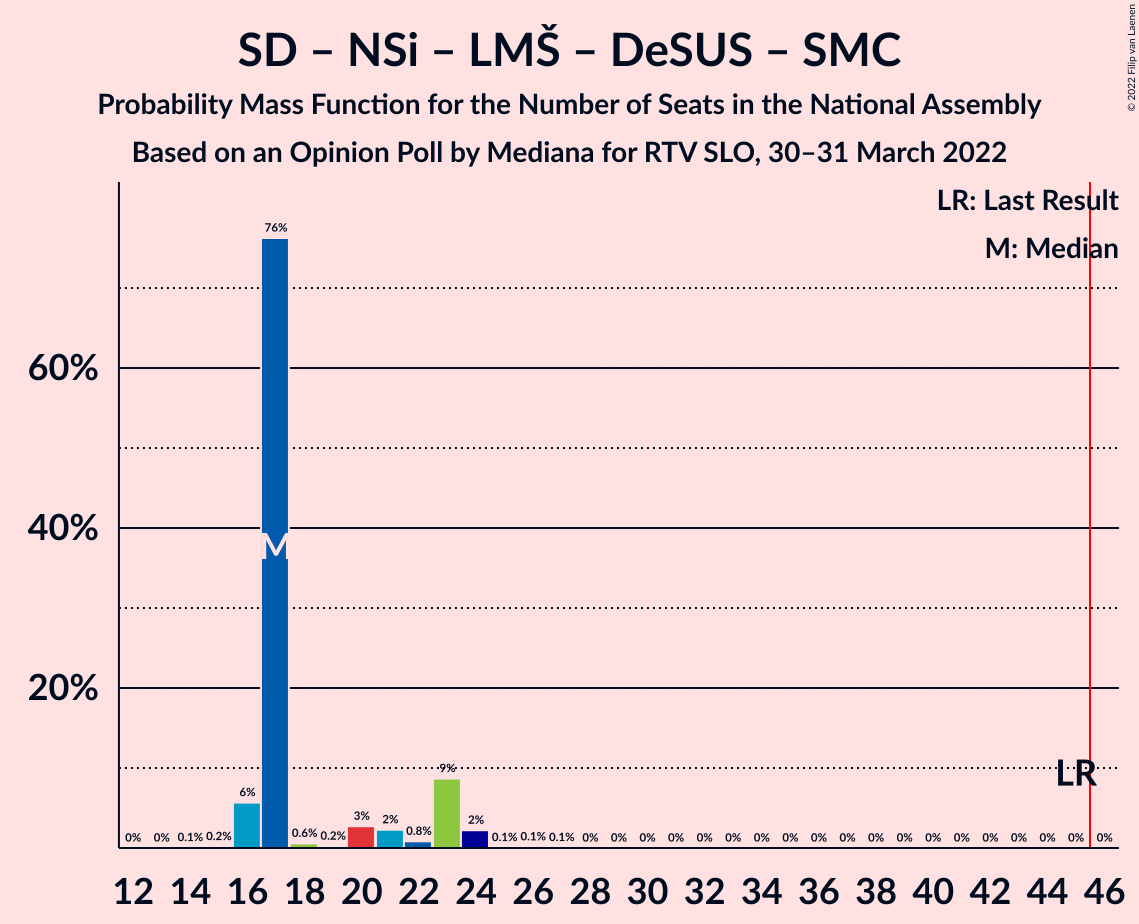 SD – NSi – LMŠ – DeSUS – SMC
Probability Mass Function for the Number of Seats in the National Assembly
Based on an Opinion Poll by Mediana for RTV SLO, 30–31 March 2022
© 2022 Filip van Laenen
LR: Last Result
M: Median
76%
60%
40%
M
20%
LR
9%
6%
3%
2%
2%
0% 0% 0.1% 0.2% 0.6% 0.2% 0.8% 0.1% 0.1% 0.1% 0% 0% 0% 0% 0% 0% 0% 0% 0% 0% 0% 0% 0% 0% 0% 0% 0% 0% 0%
12 14 16 18 20 22 24 26 28 30 32 34 36 38 40 42 44 46